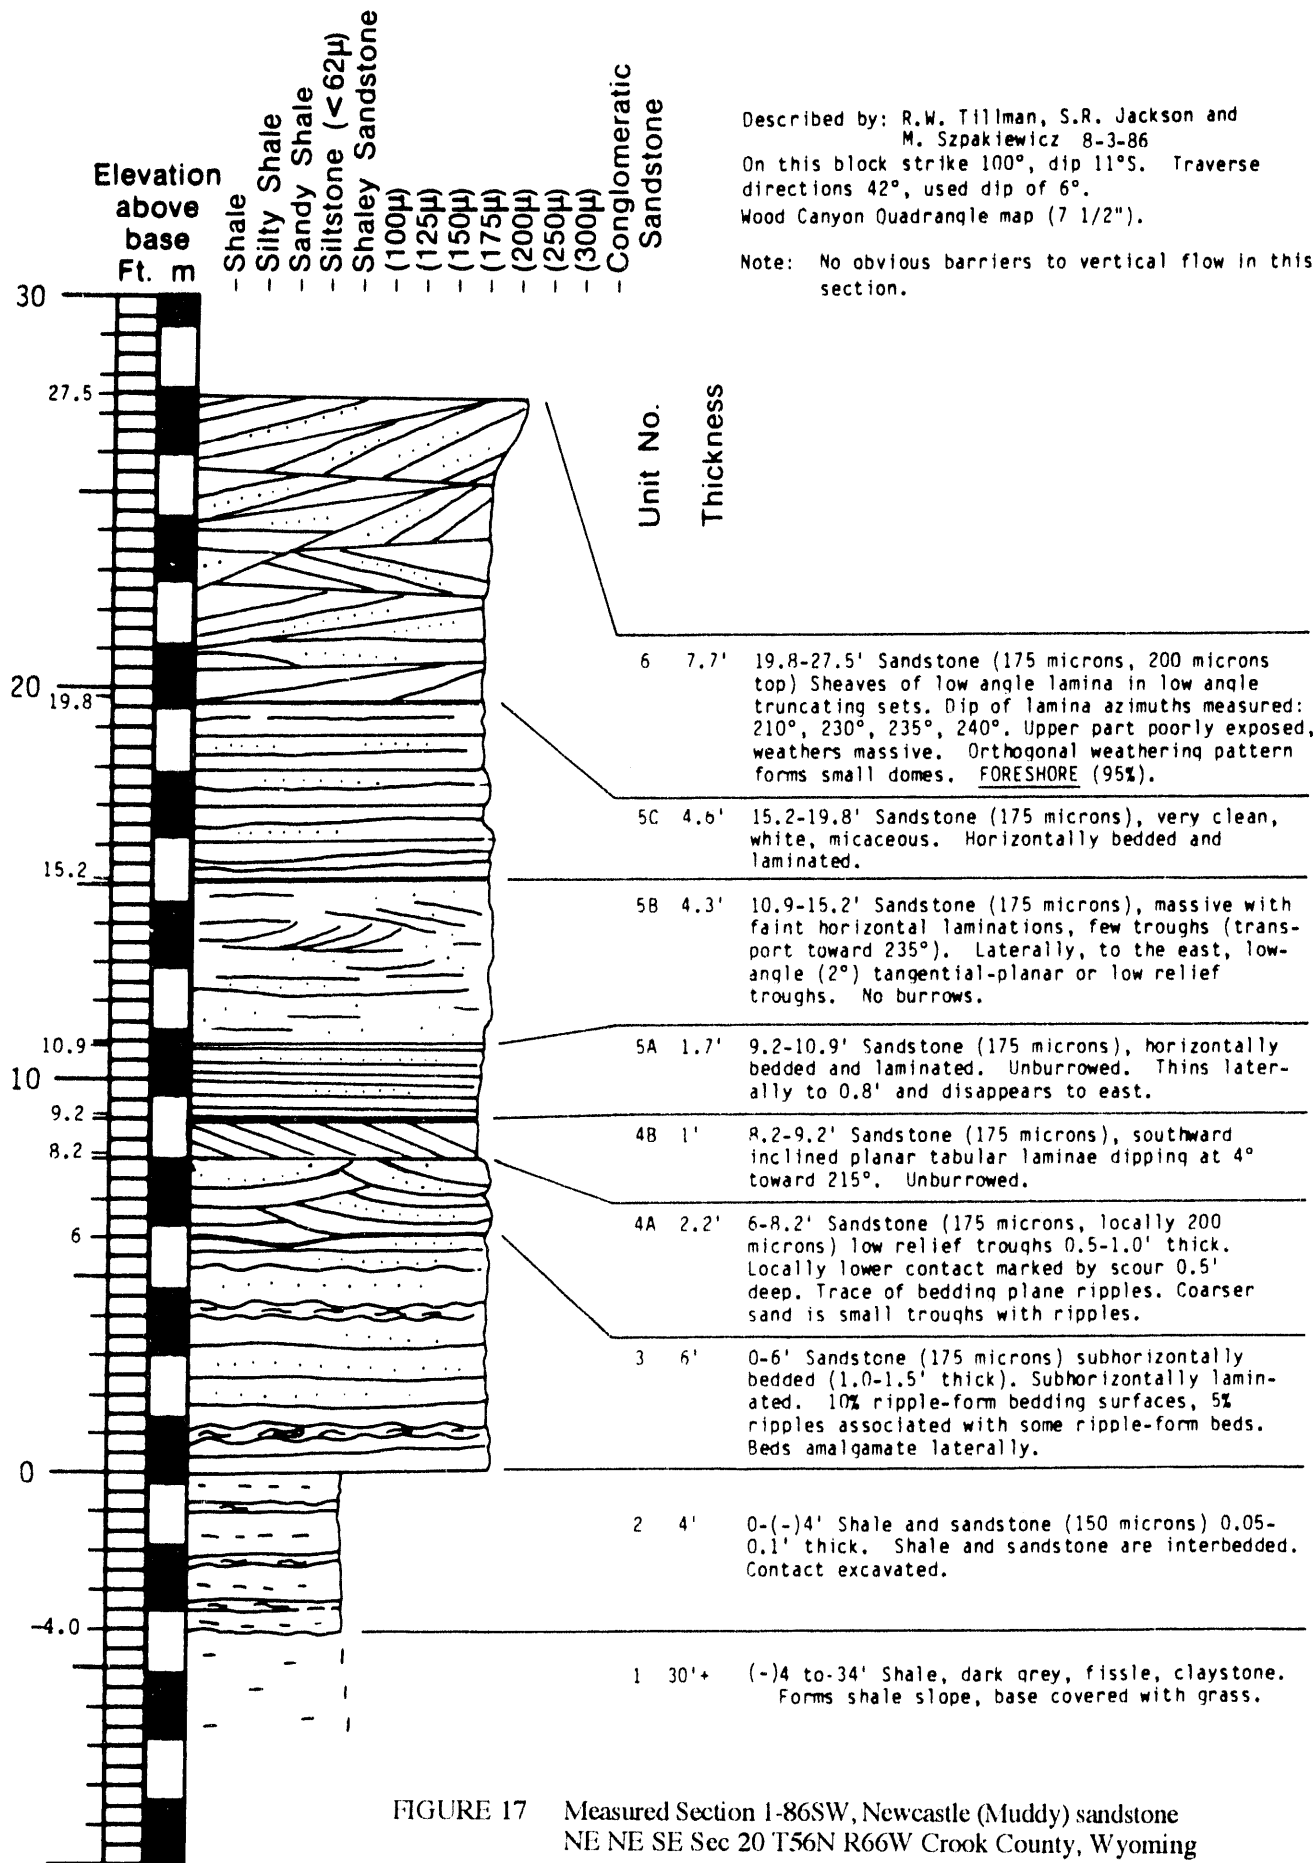 Elevation
above
base
Ft. m
- Shale
- Silty Shale
- Sandy Shale
- Siltstone (<62μ)
- Shaley Sandstone
- (100μ)
- (125μ)
- (150μ)
- (175μ)
- (200μ)
- (250μ)
- (300μ)
- Conglomeratic
Sandstone
Described by: R.W. Tillman, S.R. Jackson and
M. Szpakiewicz 8-3-86
On this block strike 100°, dip 11°S. Traverse
directions 42°, used dip of 6°.
Wood Canyon Quadrangle map (7 1/2").
Note: No obvious barriers to vertical flow in this
section.
Unit No.
Thickness
30
27.5
20
19.8
15.2
10.9
10
9.2
8.2
6
0
-4.0
6 7.7' 19.8-27.5' Sandstone (175 microns, 200 microns
top) Sheaves of low angle lamina in low angle
truncating sets. Dip of lamina azimuths measured:
210°, 230°, 235°, 240°. Upper part poorly exposed,
weathers massive. Orthogonal weathering pattern
forms small domes. FORESHORE (95%).
5C 4.6' 15.2-19.8' Sandstone (175 microns), very clean,
white, micaceous. Horizontally bedded and
laminated.
5B 4.3' 10.9-15.2' Sandstone (175 microns), massive with
faint horizontal laminations, few troughs (trans-
port toward 235°). Laterally, to the east, low-
angle (2°) tangential-planar or low relief
troughs. No burrows.
5A 1.7' 9.2-10.9' Sandstone (175 microns), horizontally
bedded and laminated. Unburrowed. Thins later-
ally to 0.8' and disappears to east.
4B 1' 8.2-9.2' Sandstone (175 microns), southward
inclined planar tabular laminae dipping at 4°
toward 215°. Unburrowed.
4A 2.2' 6-8.2' Sandstone (175 microns, locally 200
microns) low relief troughs 0.5-1.0' thick.
Locally lower contact marked by scour 0.5'
deep. Trace of bedding plane ripples. Coarser
sand is small troughs with ripples.
3 6' 0-6' Sandstone (175 microns) subhorizontally
bedded (1.0-1.5' thick). Subhorizontally lamin-
ated. 10% ripple-form bedding surfaces, 5%
ripples associated with some ripple-form beds.
Beds amalgamate laterally.
2 4' 0-(-)4' Shale and sandstone (150 microns) 0.05-
0.1' thick. Shale and sandstone are interbedded.
Contact excavated.
1 30'+ (-)4 to-34' Shale, dark grey, fissle, claystone.
Forms shale slope, base covered with grass.
FIGURE 17 Measured Section 1-86SW, Newcastle (Muddy) sandstone
NE NE SE Sec 20 T56N R66W Crook County, Wyoming